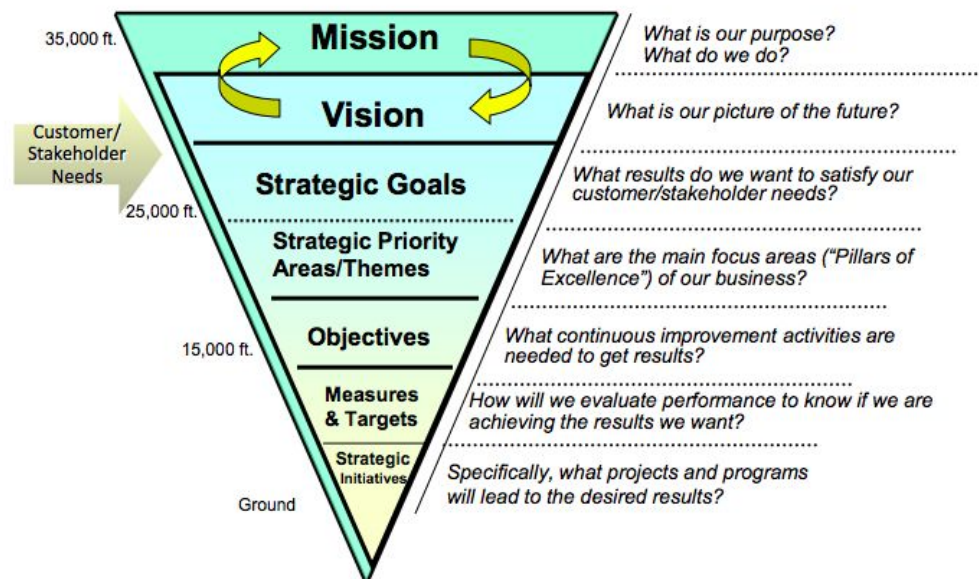 35,000 ft.
Mission
What is our purpose?
What do we do?
Vision
What is our picture of the future?
Customer/
Stakeholder
Needs
Strategic Goals
What results do we want to satisfy our
customer/stakeholder needs?
25,000 ft.
Strategic Priority
Areas/Themes
What are the main focus areas (“Pillars of
Excellence”) of our business?
15,000 ft.
Objectives
What continuous improvement activities are
needed to get results?
Measures
& Targets
How will we evaluate performance to know if we are
achieving the results we want?
Strategic
Initiatives
Specifically, what projects and programs
will lead to the desired results?
Ground